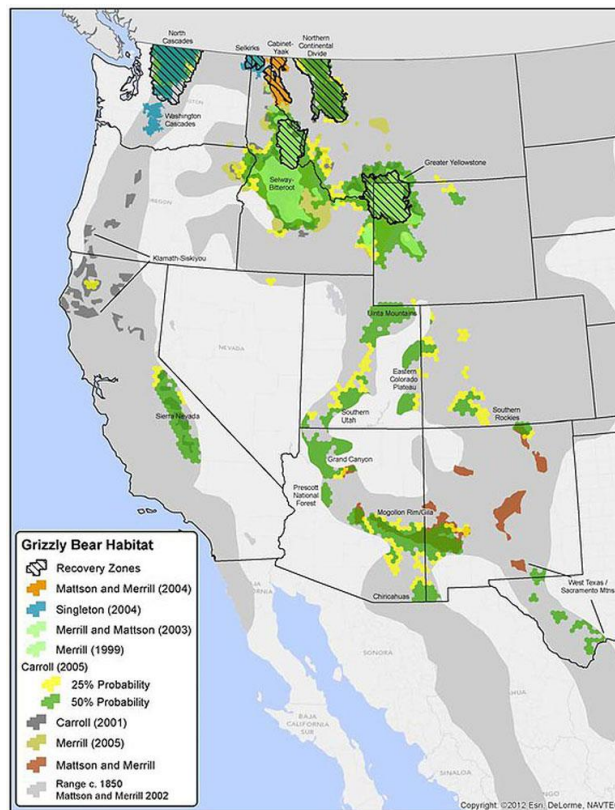 North
Cascades
Selkirks
Cabinet-
Yaak
Northern
Continental
Divide
Washington
Cascades
Greater Yellowstone
Selway-
Bitterroot
OREGON
Klamath-Siskiyou
NEVADA
Uinta Mountains
Eastern
Colorado
Plateau
Sierra Nevada
Southern
Utah
Southern
Rockies
Grand Canyon
Prescott
National
Forest
Mogollon Rim/Gila
Chiricahuas
West Texas /
Sacramento Mtns
Grizzly Bear Habitat
Recovery Zones
Mattson and Merrill (2004)
Singleton (2004)
Merrill and Mattson (2003)
Merrill (1999)
Carroll (2005)
25% Probability
50% Probability
Carroll (2001)
Merrill (2005)
Mattson and Merrill
Range c. 1850
Mattson and Merrill 2002
SONORA
BAJA
CALIFORNIA
SUR
SINALOA
Copyright: ©2012 Esri, DeLorme, NAVTE